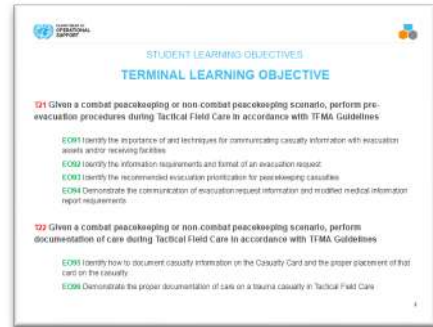 OPERATIONAL
SUPPORT
STUDENT LEARNING OBJECTIVES
TERMINAL LEARNING OBJECTIVE
T21 Given a combat peacekeeping or non-combat peacekeeping scenario, perform pre-
evacuation procedures during Tactical Field Care in accordance with TFMA Guidelines
EO91 Identify the importance of and techniques for communicating casualty information with evacuation
assets and/or receiving facilities
EO92 Identify the information requirements and format of an evacuation request
EO93 Identify the recommended evacuation prioritization for peacekeeping casualties
EO94 Demonstrate the communication of evacuation request information and modified medical information
report requirements
T22 Given a combat peacekeeping or non-combat peacekeeping scenario, perform
documentation of care during Tactical Field Care in accordance with TFMA Guidelines
EO95 Identify how to document casualty information on the Casualty Card and the proper placement of that
card on the casualty
EO96 Demonstrate the proper documentation of care on a trauma casualty in Tactical Field Care